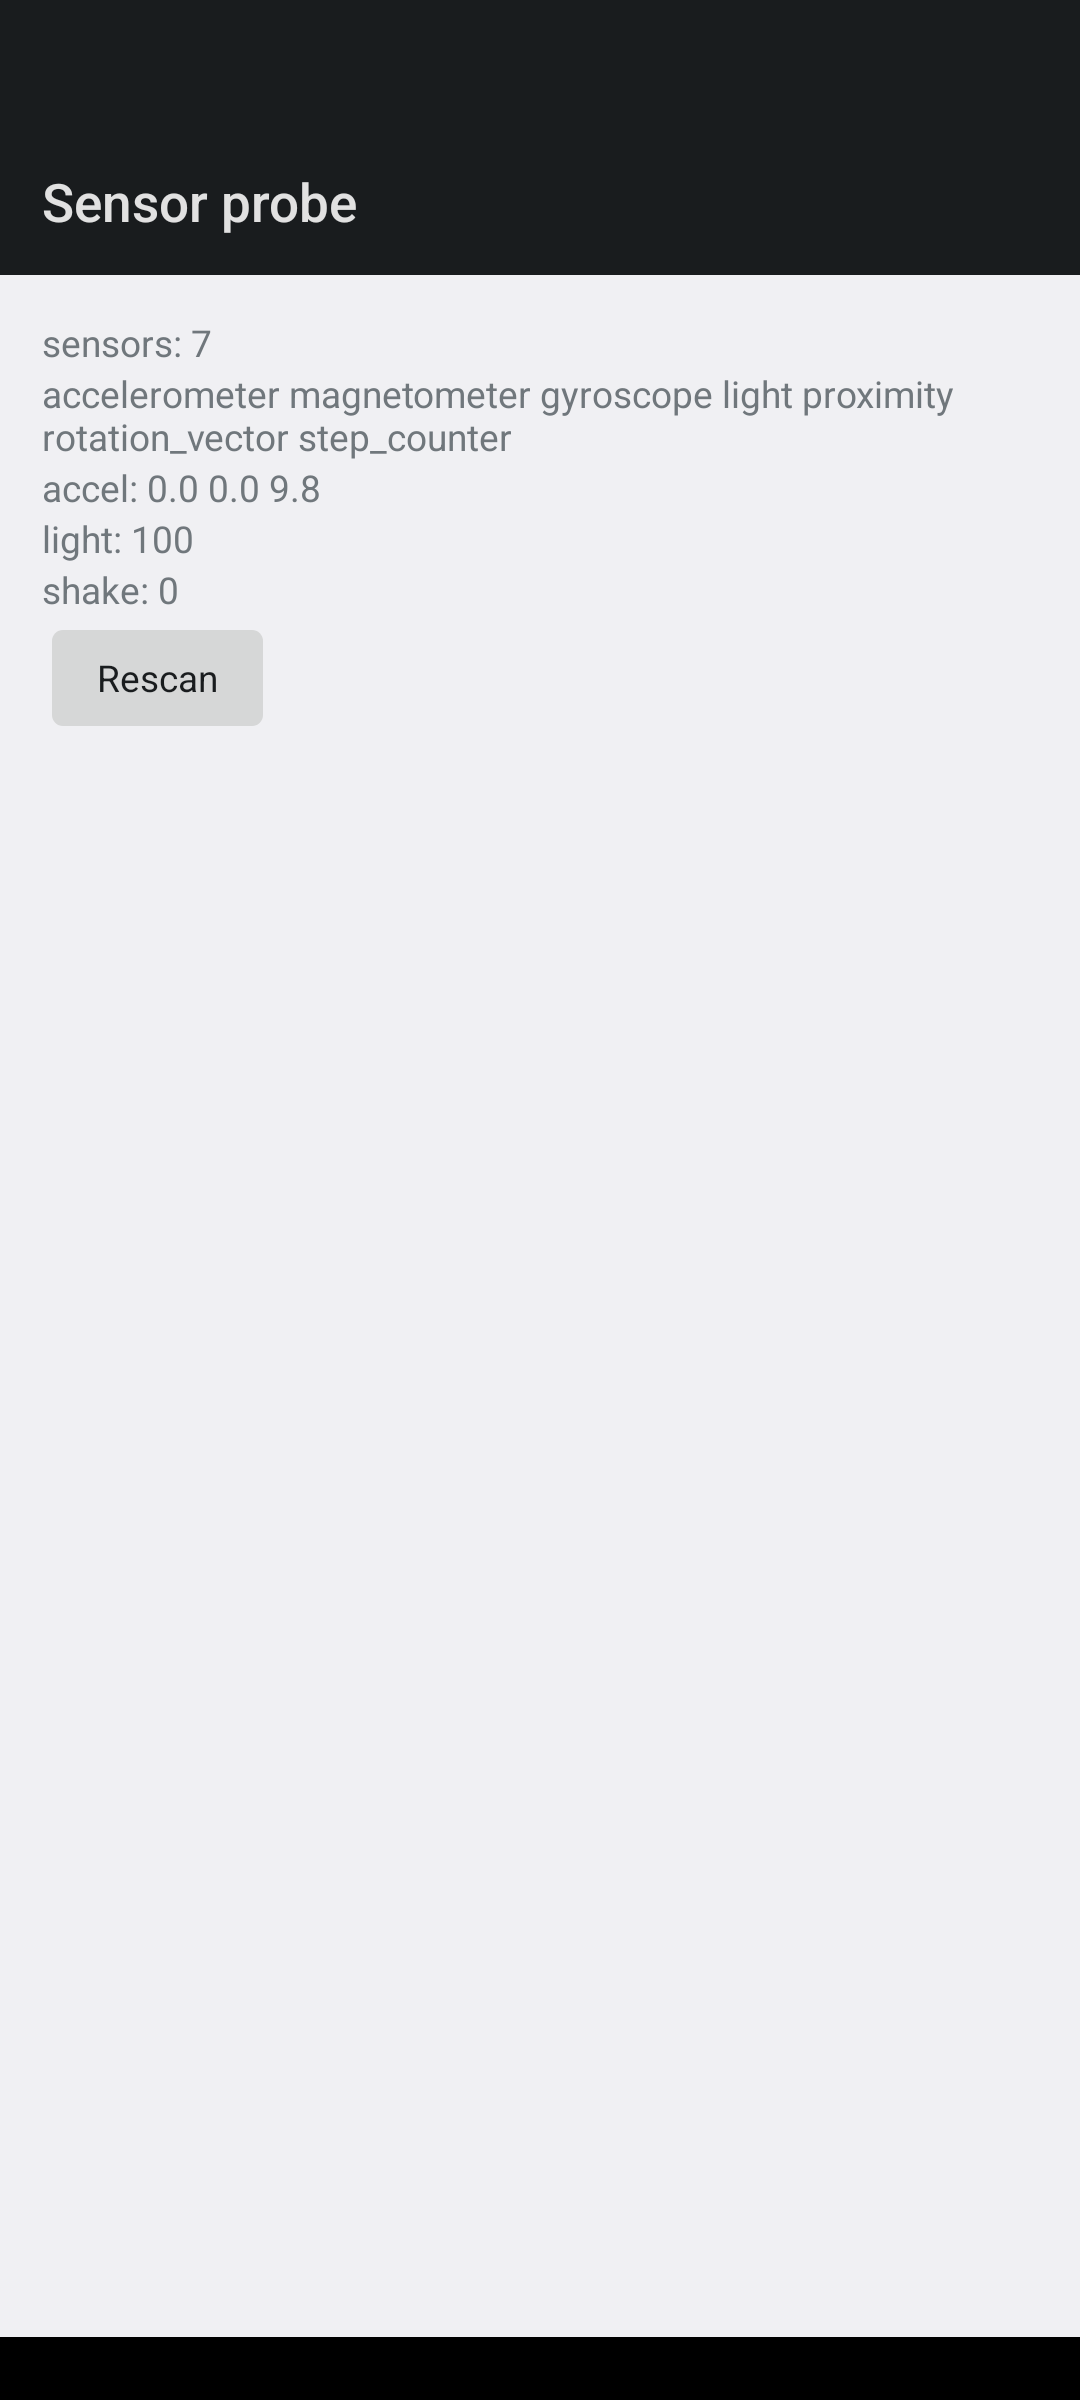 Sensor probe
sensors: 7
accelerometer magnetometer gyroscope light proximity
rotation_vector step_counter
accel: 0.0 0.0 9.8
light: 100
shake: 0
Rescan